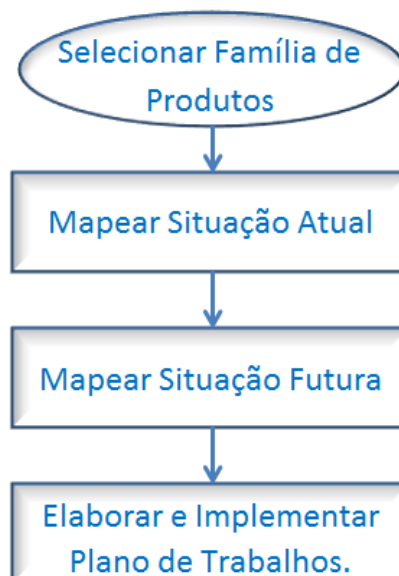 Selecionar Família de
Produtos
Mapear Situação Atual
Mapear Situação Futura
Elaborar e Implementar
Plano de Trabalhos.